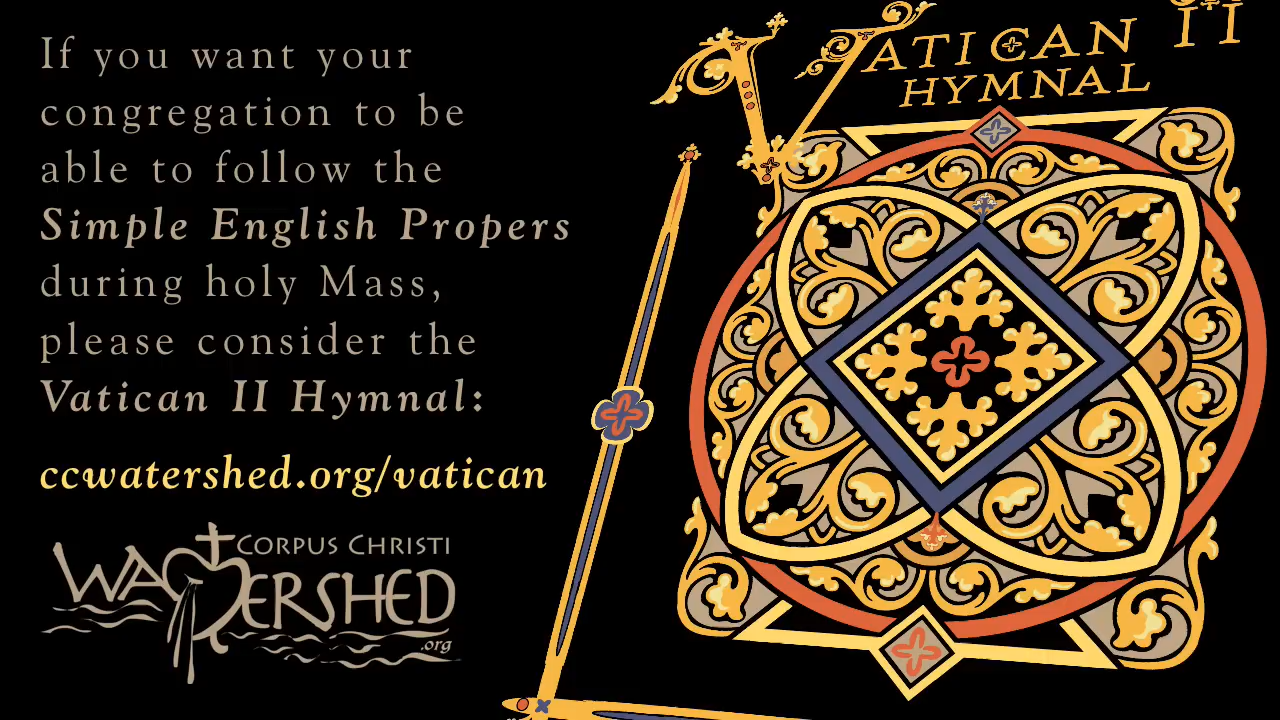 If you want your
congregation to be
able to follow the
Simple English Propers
during holy Mass,
please consider the
Vatican II Hymnal:
ccwatershed.org/vatican
CORPUS CHRISTI
WATERSHED
.org
VATICAN II
HYMNAL